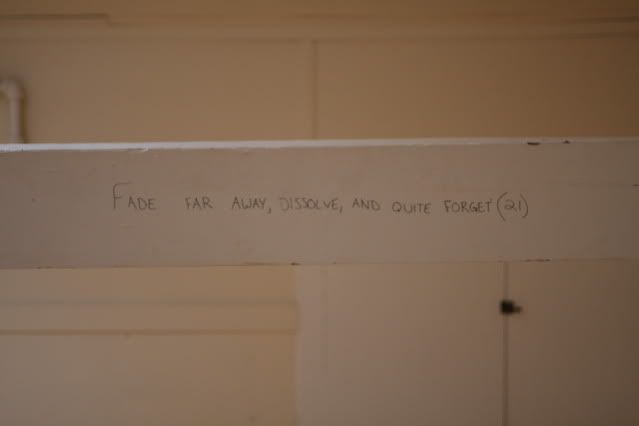 FADE FAR AWAY, DISSOLVE, AND QUITE FORGET (21)